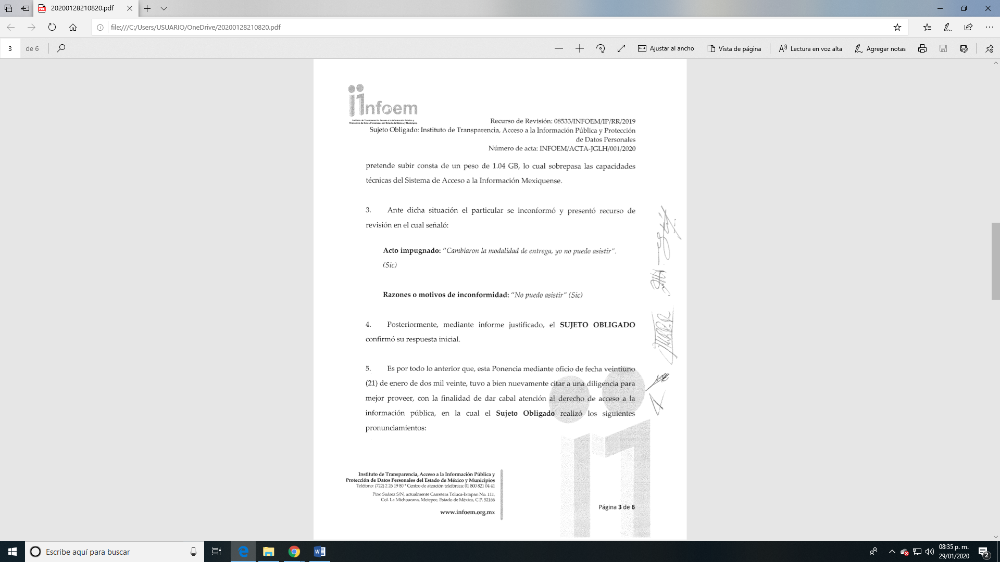 20200128210820.pdf
file:///C:/Users/USUARIO/OneDrive/20200128210820.pdf
3 de 6
Ajustar al ancho
Vista de página
Lectura en voz alta
Agregar notas
infoem
Instituto de Transparencia, Acceso a la Información Pública y
Protección de Datos Personales del Estado de México y Municipios
Recurso de Revisión: 08533/INFOEM/IP/RR/2019
Sujeto Obligado: Instituto de Transparencia, Acceso a la Información Pública y Protección
de Datos Personales
Número de acta: INFOEM/ACTA-JGLH/001/2020
pretende subir consta de un peso de 1.04 GB, lo cual sobrepasa las capacidades
técnicas del Sistema de Acceso a la Información Mexiquense.
3. Ante dicha situación el particular se inconformó y presentó recurso de
revisión en el cual señaló:
Acto impugnado: “Cambiaron la modalidad de entrega, yo no puedo asistir”.
(Sic)
Razones o motivos de inconformidad: “No puedo asistir” (Sic)
4. Posteriormente, mediante informe justificado, el SUJETO OBLIGADO
confirmó su respuesta inicial.
5. Es por todo lo anterior que, esta Ponencia mediante oficio de fecha veintiuno
(21) de enero de dos mil veinte, tuvo a bien nuevamente citar a una diligencia para
mejor proveer, con la finalidad de dar cabal atención al derecho de acceso a la
información pública, en la cual el Sujeto Obligado realizó los siguientes
pronunciamientos:
Instituto de Transparencia, Acceso a la Información Pública y
Protección de Datos Personales del Estado de México y Municipios
Teléfono: (722) 2 26 19 80 * Centro de atención telefónica: 01 800 821 04 41
Pino Suárez S/N, actualmente Carretera Toluca-Ixtapan No. 111,
Col. La Michoacana, Metepec, Estado de México, C.P. 52166
www.infoem.org.mx
Página 3 de 6
Escribe aquí para buscar
08:35 p. m.
29/01/2020
2